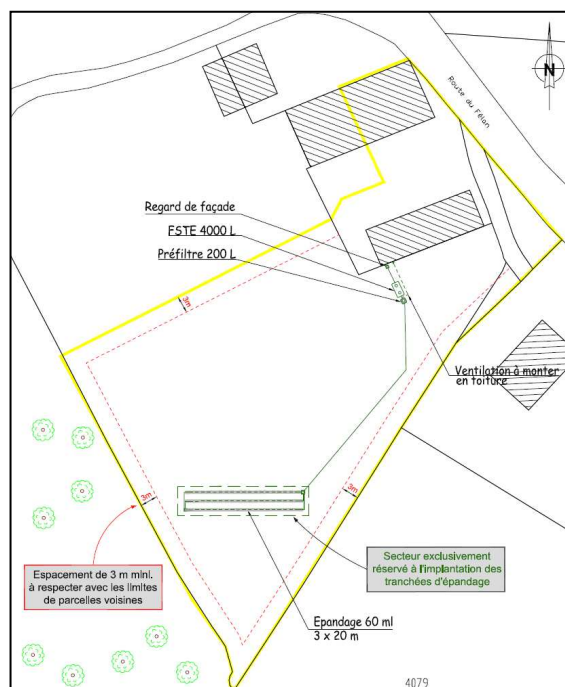 N
Route du Félan
Regard de façade
FSTE 4000 L
Préfiltre 200 L
3m
Ventilation à monter
en toiture
3m
3m
Espacement de 3 m mini.
à respecter avec les limites
de parcelles voisines
Secteur exclusivement
réservé à l'implantation des
tranchées d'épandage
Epandage 60 ml
3 x 20 m
4079